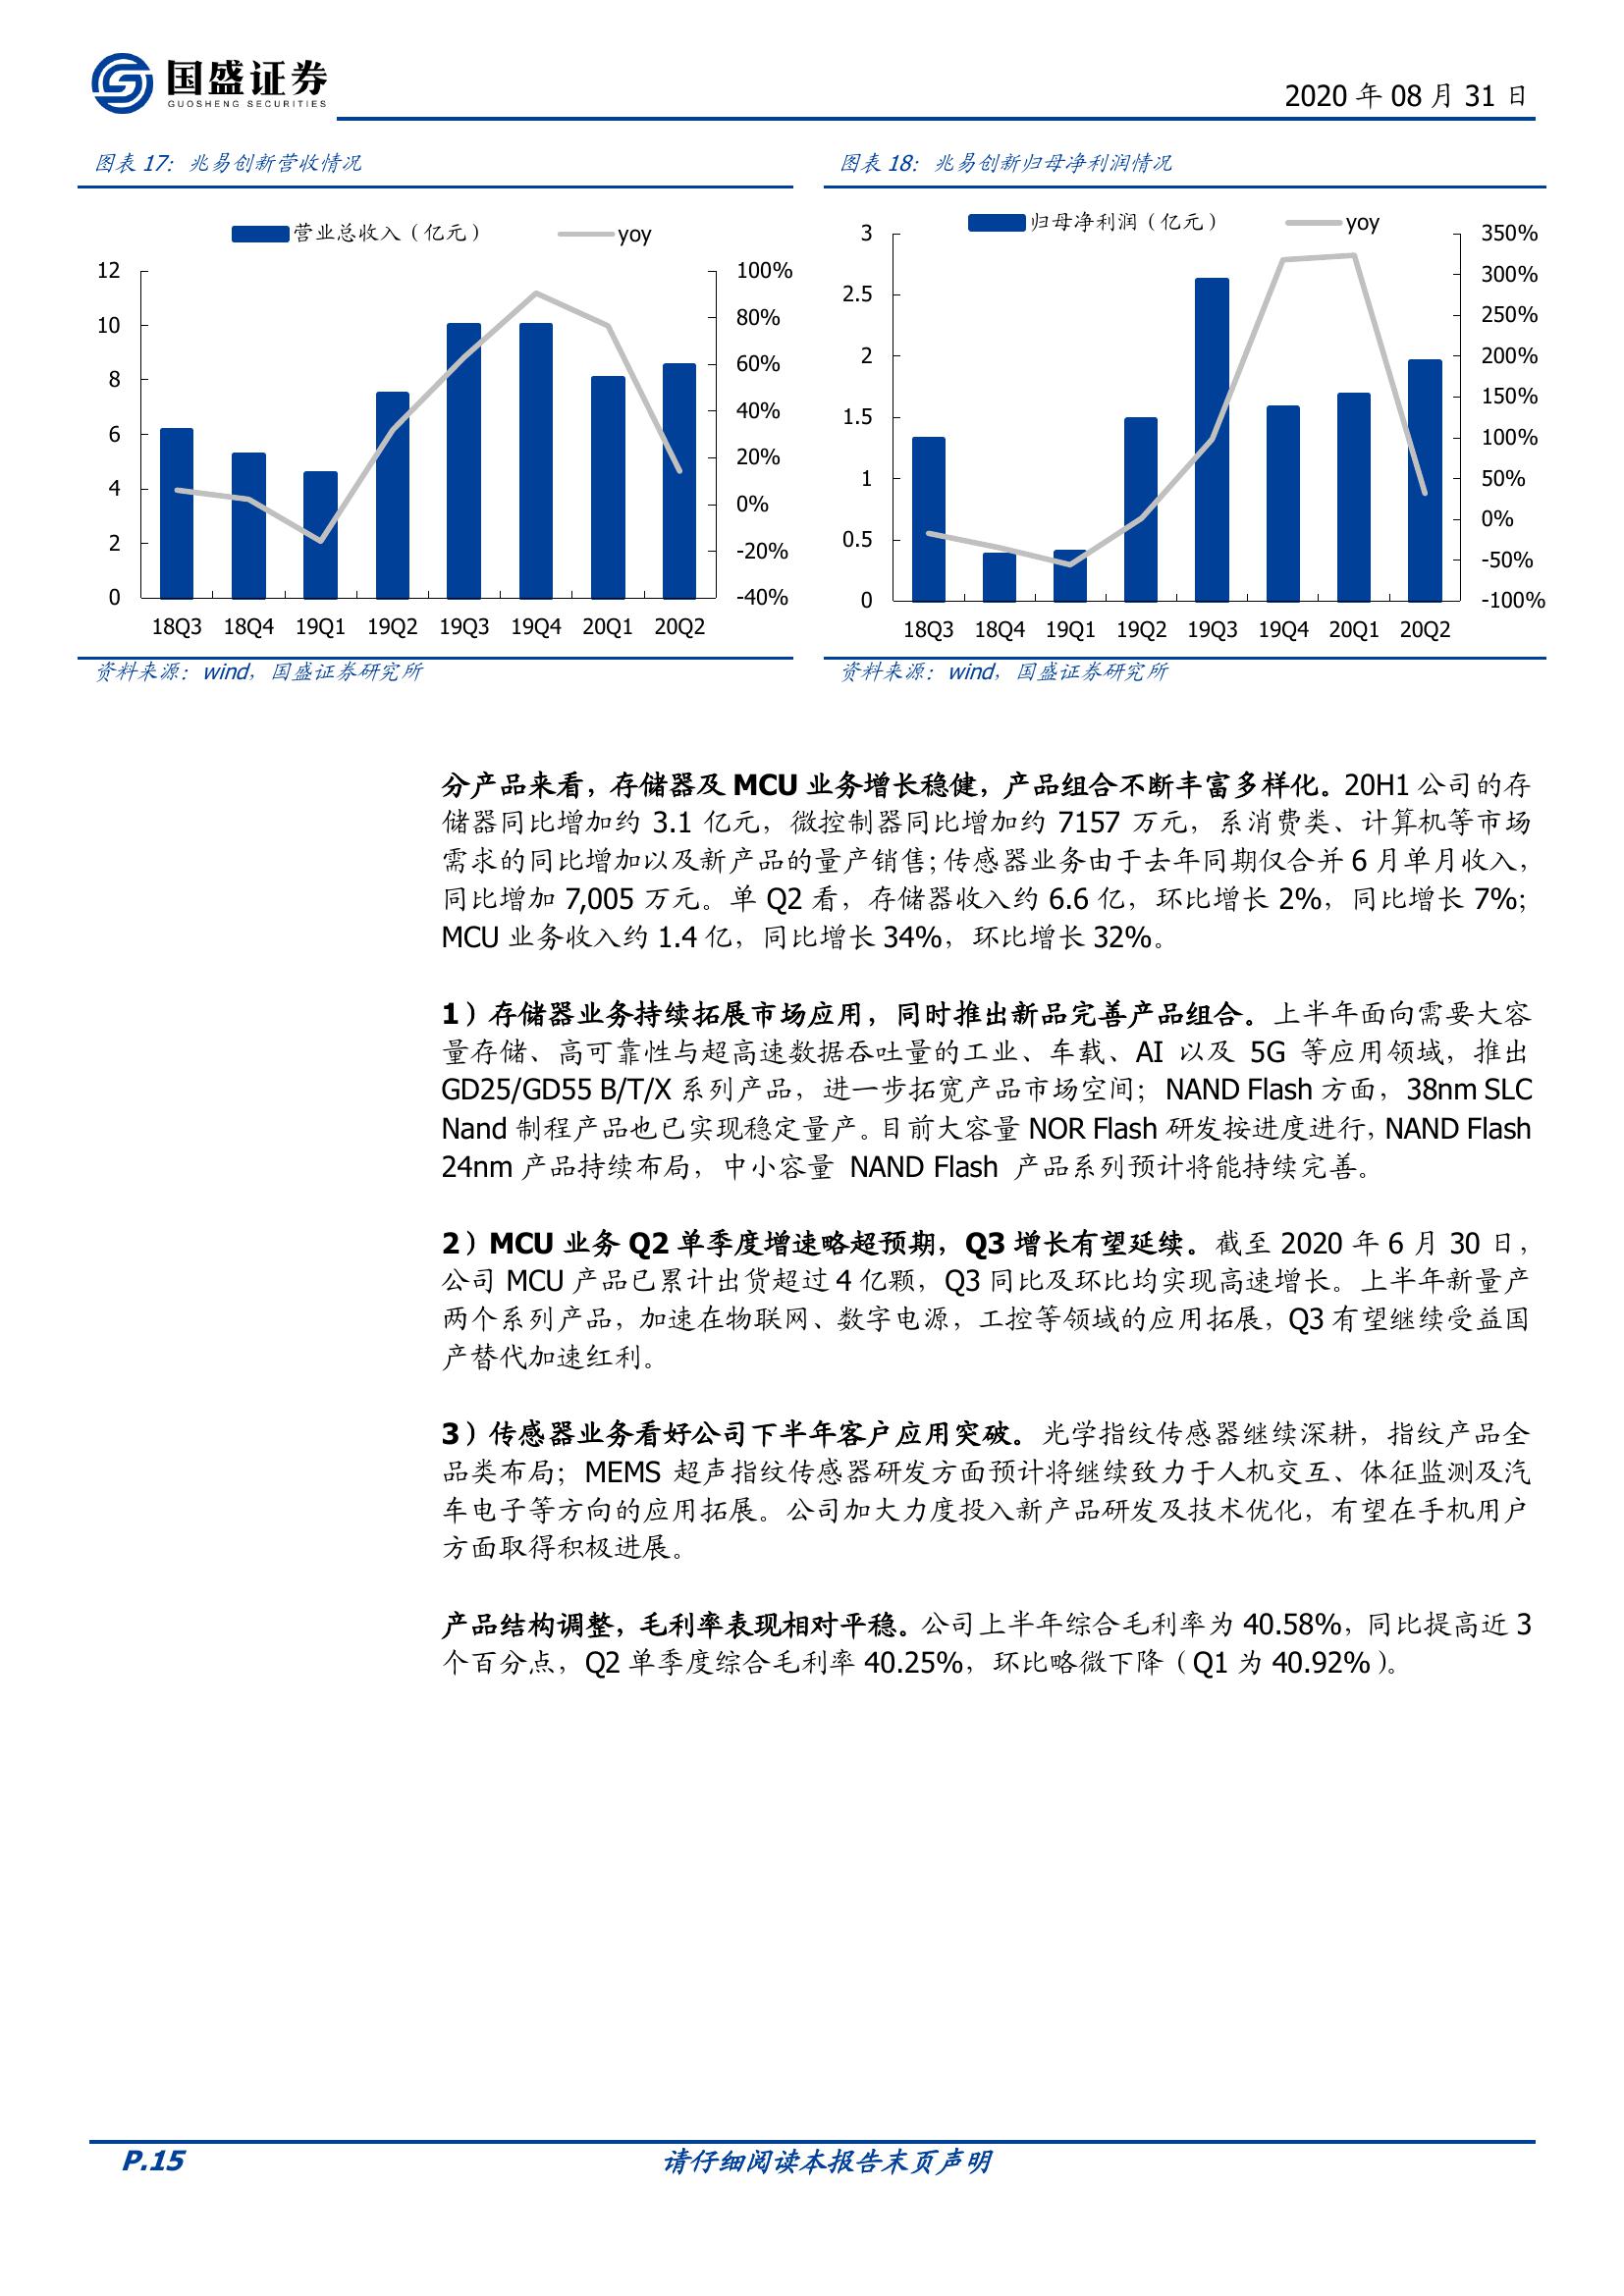 国盛证券
GUOSHENG SECURITIES
2020 年 08 月 31 日
图表 17：兆易创新营收情况
营业总收入（亿元）
yoy
12
10
8
6
4
2
0
100%
80%
60%
40%
20%
0%
-20%
-40%
18Q3 18Q4 19Q1 19Q2 19Q3 19Q4 20Q1 20Q2
资料来源：wind，国盛证券研究所
图表 18：兆易创新归母净利润情况
归母净利润（亿元）
yoy
3
2.5
2
1.5
1
0.5
0
350%
300%
250%
200%
150%
100%
50%
0%
-50%
-100%
18Q3 18Q4 19Q1 19Q2 19Q3 19Q4 20Q1 20Q2
资料来源：wind，国盛证券研究所
分产品来看，存储器及 MCU 业务增长稳健，产品组合不断丰富多样化。20H1 公司的存
储器同比增加约 3.1 亿元，微控制器同比增加约 7157 万元，系消费类、计算机等市场
需求的同比增加以及新产品的量产销售；传感器业务由于去年同期仅合并 6 月单月收入，
同比增加 7,005 万元。单 Q2 看，存储器收入约 6.6 亿，环比增长 2%，同比增长 7%；
MCU 业务收入约 1.4 亿，同比增长 34%，环比增长 32%。
1）存储器业务持续拓展市场应用，同时推出新品完善产品组合。上半年面向需要大容
量存储、高可靠性与超高速数据吞吐量的工业、车载、AI 以及 5G 等应用领域，推出
GD25/GD55 B/T/X 系列产品，进一步拓宽产品市场空间；NAND Flash 方面，38nm SLC
Nand 制程产品也已实现稳定量产。目前大容量 NOR Flash 研发按进度进行，NAND Flash
24nm 产品持续布局，中小容量 NAND Flash 产品系列预计将能持续完善。
2）MCU 业务 Q2 单季度增速略超预期，Q3 增长有望延续。截至 2020 年 6 月 30 日，
公司 MCU 产品已累计出货超过 4 亿颗，Q3 同比及环比均实现高速增长。上半年新量产
两个系列产品，加速在物联网、数字电源，工控等领域的应用拓展，Q3 有望继续受益国
产替代加速红利。
3）传感器业务看好公司下半年客户应用突破。光学指纹传感器继续深耕，指纹产品全
品类布局；MEMS 超声指纹传感器研发方面预计将继续致力于人机交互、体征监测及汽
车电子等方向的应用拓展。公司加大力度投入新产品研发及技术优化，有望在手机用户
方面取得积极进展。
产品结构调整，毛利率表现相对平稳。公司上半年综合毛利率为 40.58%，同比提高近 3
个百分点，Q2 单季度综合毛利率 40.25%，环比略微下降（Q1 为 40.92%）。
P.15
请仔细阅读本报告末页声明